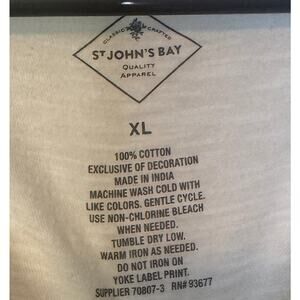 CLASSIC CRAFTED
ST JOHN'S BAY
QUALITY
APPAREL
XL
100% COTTON
EXCLUSIVE OF DECORATION
MADE IN INDIA
MACHINE WASH COLD WITH
LIKE COLORS. GENTLE CYCLE.
USE NON-CHLORINE BLEACH
WHEN NEEDED.
TUMBLE DRY LOW.
WARM IRON AS NEEDED.
DO NOT IRON ON
YOKE LABEL PRINT.
SUPPLIER 70807-3 RN# 93677